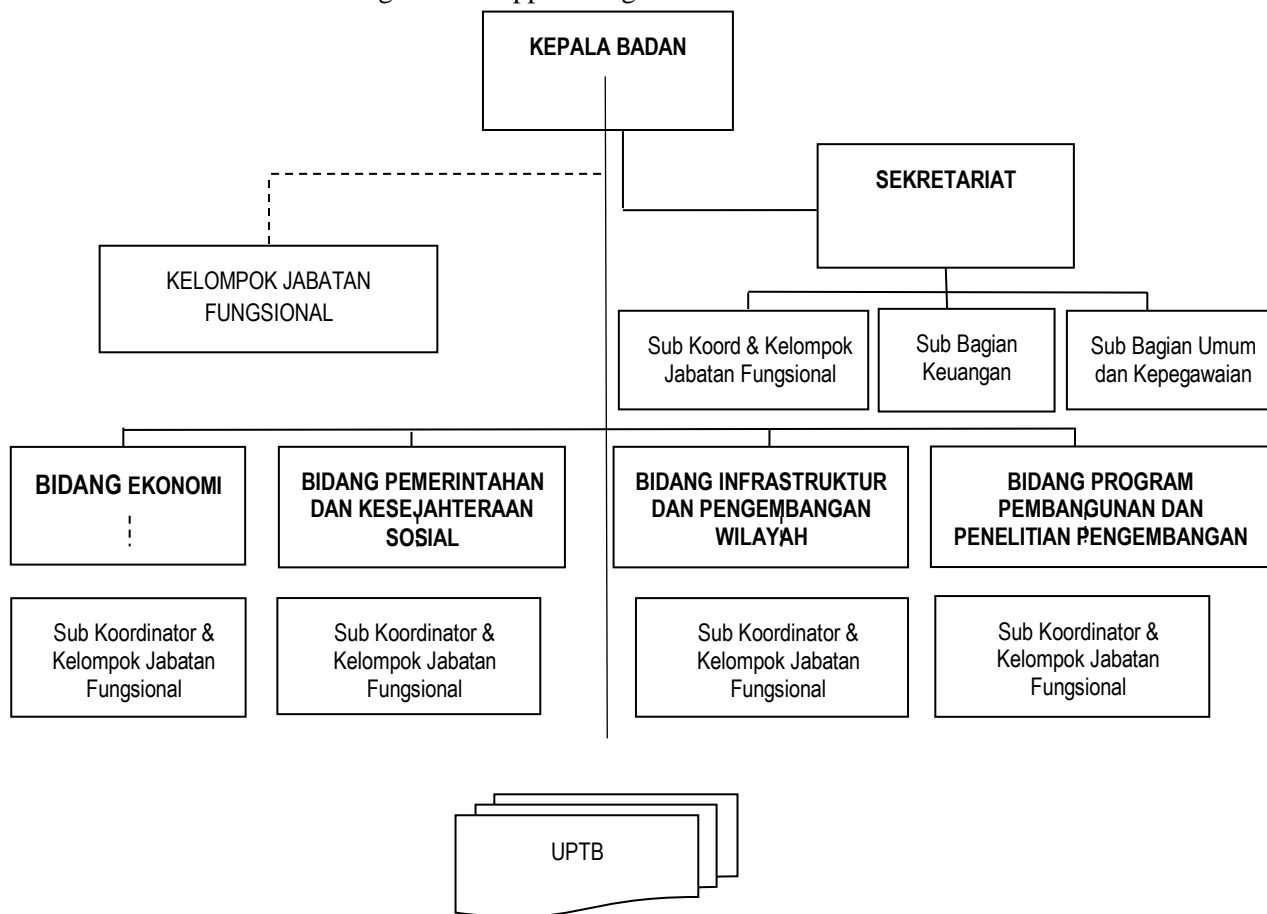 KEPALA BADAN
SEKRETARIAT
KELOMPOK JABATAN
FUNGSIONAL
Sub Koord & Kelompok
Jabatan Fungsional
Sub Bagian
Keuangan
Sub Bagian Umum
dan Kepegawaian
BIDANG EKONOMI
BIDANG PEMERINTAHAN
DAN KESEJAHTERAAN
SOSIAL
BIDANG INFRASTRUKTUR
DAN PENGEMBANGAN
WILAYAH
BIDANG PROGRAM
PEMBANGUNAN DAN
PENELITIAN PENGEMBANGAN
Sub Koordinator &
Kelompok Jabatan
Fungsional
Sub Koordinator &
Kelompok Jabatan
Fungsional
Sub Koordinator &
Kelompok Jabatan
Fungsional
Sub Koordinator &
Kelompok Jabatan
Fungsional
UPTB